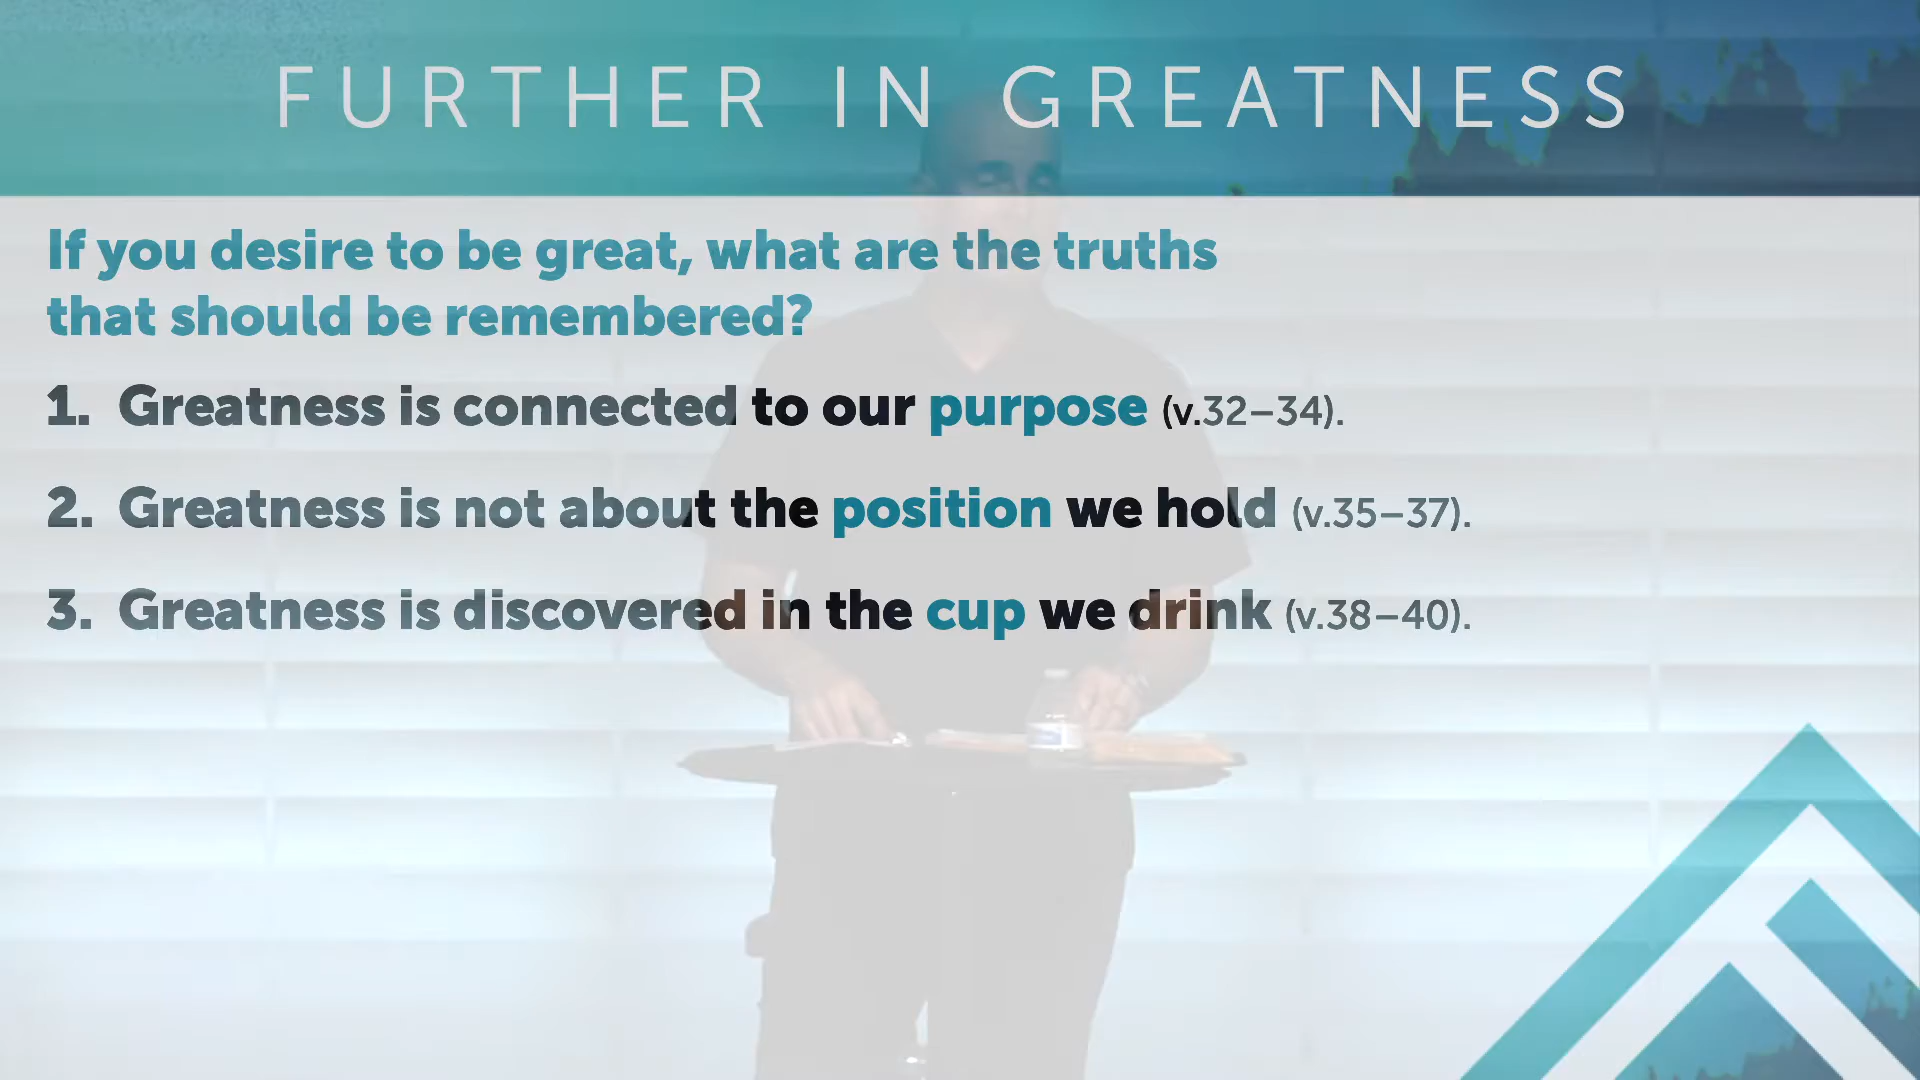 FURTHER IN GREATNESS
If you desire to be great, what are the truths
that should be remembered?
1. Greatness is connected to our purpose (v.32–34).
2. Greatness is not about the position we hold (v.35–37).
3. Greatness is discovered in the cup we drink (v.38–40).